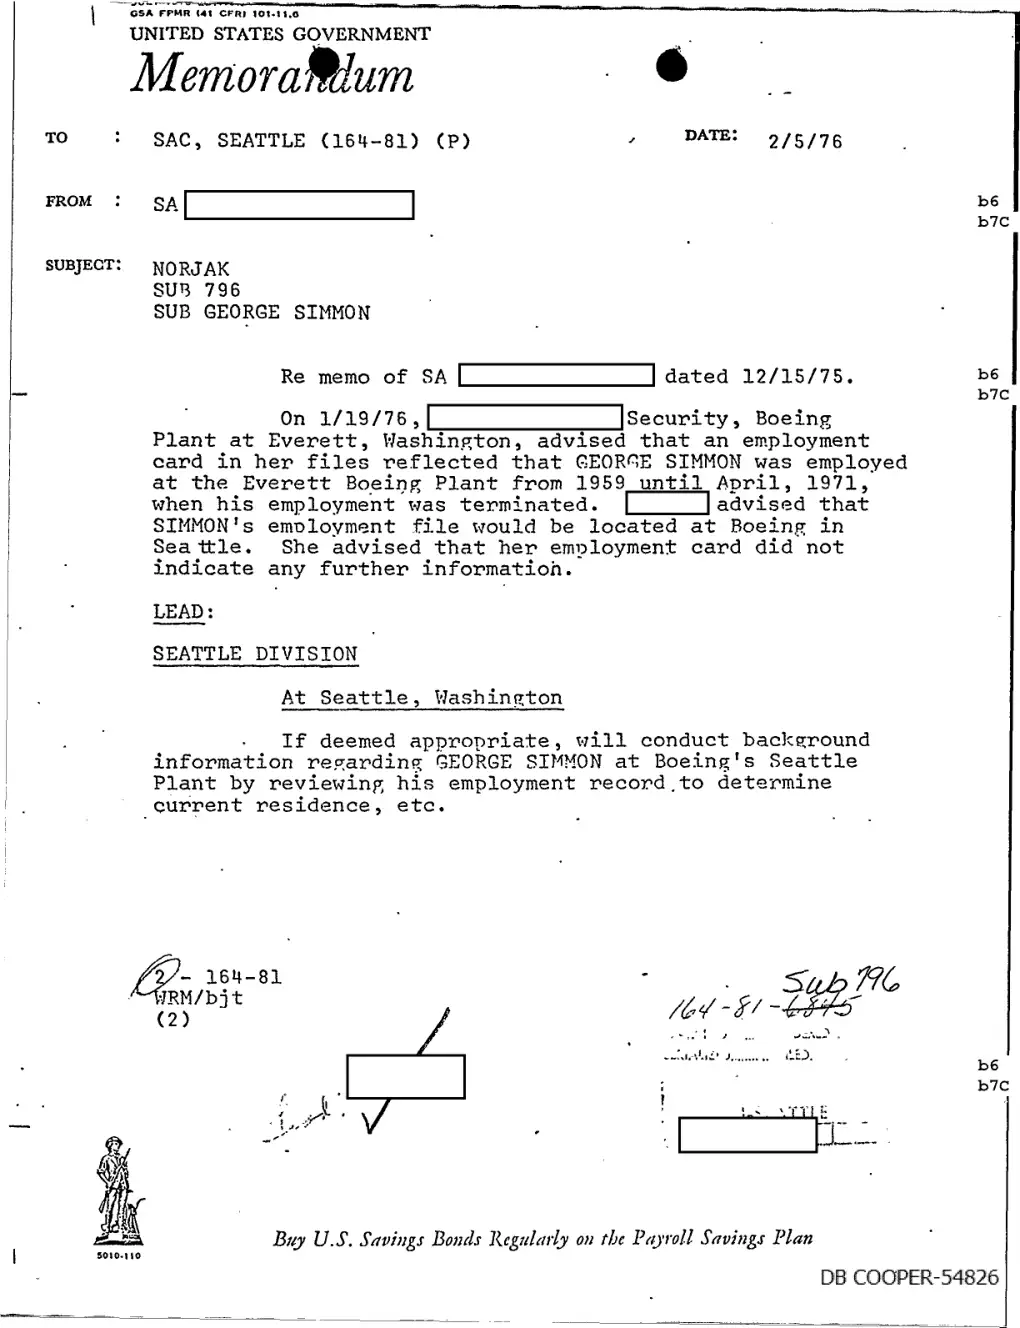 GSA FPMR (41 CFR) 101-11.6
UNITED STATES GOVERNMENT
Memorandum
TO : SAC, SEATTLE (164-81) (P) DATE: 2/5/76
FROM : SA
b6
b7C
SUBJECT: NORJAK
SUB 796
SUB GEORGE SIMMON
Re memo of SA dated 12/15/75.
b6
b7C
On 1/19/76, Security, Boeing
Plant at Everett, Washington, advised that an employment
card in her files reflected that GEORGE SIMMON was employed
at the Everett Boeing Plant from 1959 until April, 1971,
when his employment was terminated. advised that
SIMMON's employment file would be located at Boeing in
Seattle. She advised that her employment card did not
indicate any further information.
LEAD:
SEATTLE DIVISION
At Seattle, Washington
If deemed appropriate, will conduct background
information regarding GEORGE SIMMON at Boeing's Seattle
Plant by reviewing his employment record to determine
current residence, etc.
2 - 164-81
WRM/bjt
(2)
Sub 796
164-81-6845
b6
b7C
5010-110
Buy U.S. Savings Bonds Regularly on the Payroll Savings Plan
DB COOPER-54826